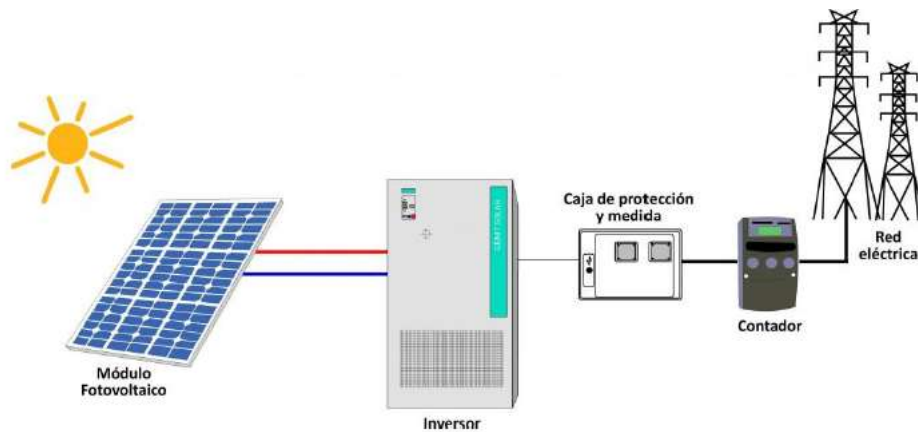 Caja de protección
y medida
Red
eléctrica
Contador
Módulo
Fotovoltaico
Inversor